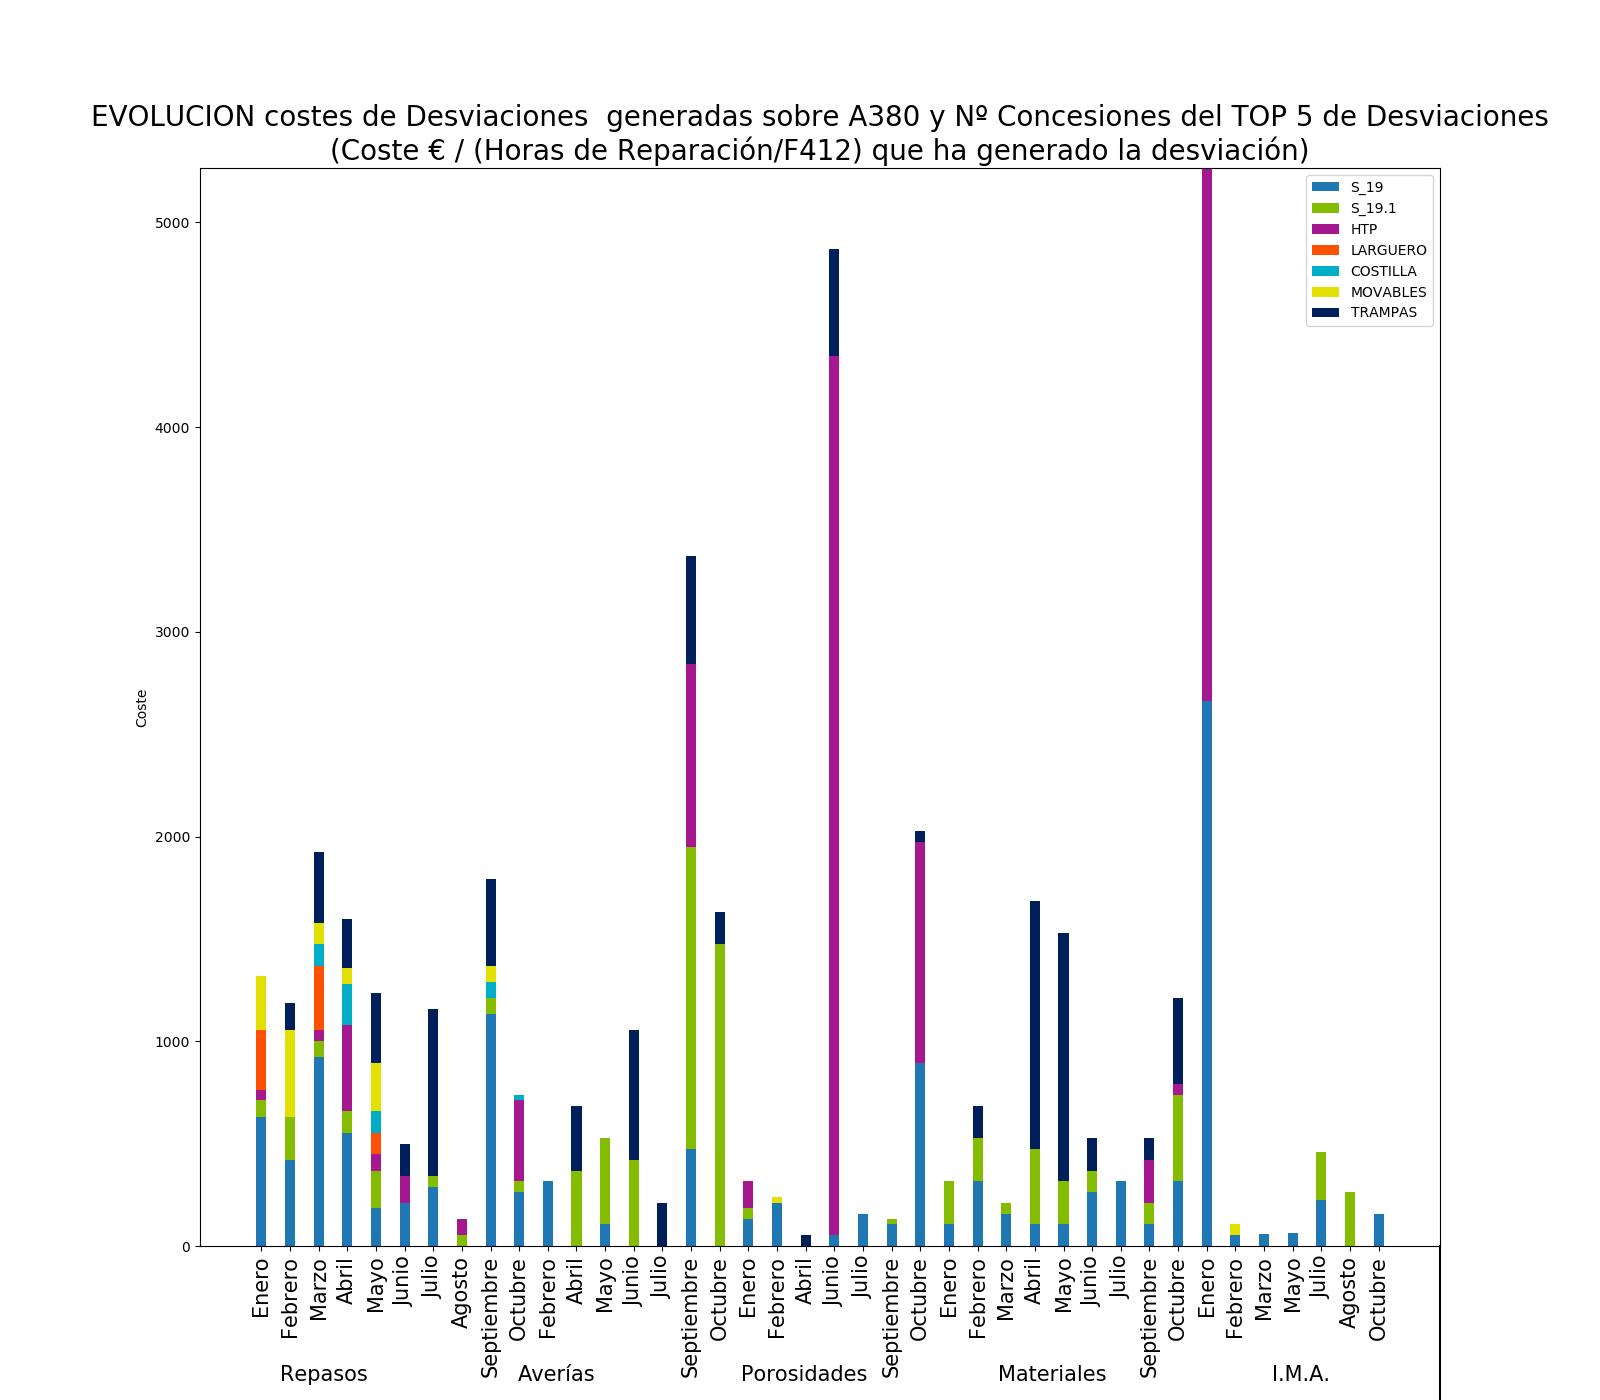 EVOLUCION costes de Desviaciones  generadas sobre A380 y Nº Concesiones del TOP 5 de Desviaciones
(Coste € / (Horas de Reparación/F412) que ha generado la desviación)
S_19
S_19.1
HTP
LARGUERO
COSTILLA
MOVABLES
TRAMPAS
5000
4000
3000
2000
1000
0
Coste
Enero
Febrero
Marzo
Abril
Mayo
Junio
Julio
Agosto
Septiembre
Octubre
Febrero
Abril
Mayo
Junio
Julio
Septiembre
Octubre
Enero
Febrero
Abril
Junio
Julio
Septiembre
Octubre
Enero
Febrero
Marzo
Abril
Mayo
Junio
Julio
Septiembre
Octubre
Enero
Febrero
Marzo
Mayo
Julio
Agosto
Octubre
Repasos
Averías
Porosidades
Materiales
I.M.A.